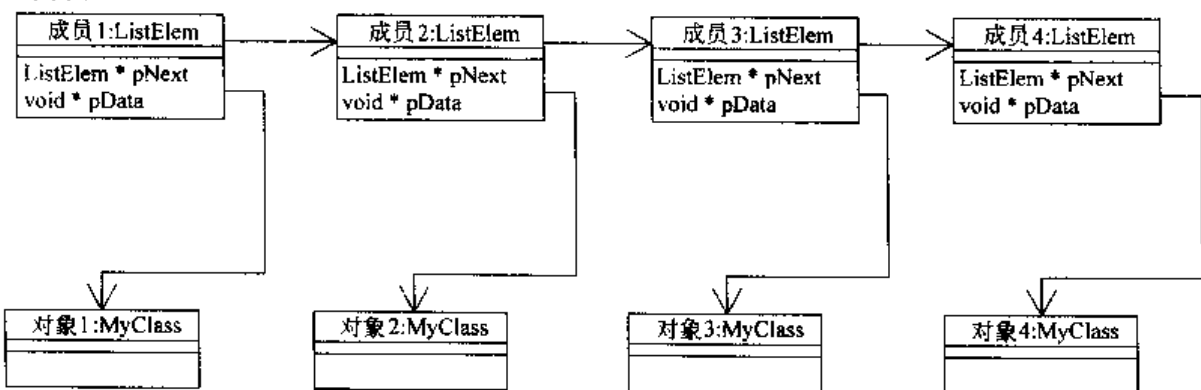 成员1:ListElem
成员2:ListElem
成员3:ListElem
成员4:ListElem
ListElem * pNext
void * pData
ListElem * pNext
void * pData
ListElem * pNext
void * pData
ListElem * pNext
void * pData
对象1:MyClass
对象2:MyClass
对象3:MyClass
对象4:MyClass